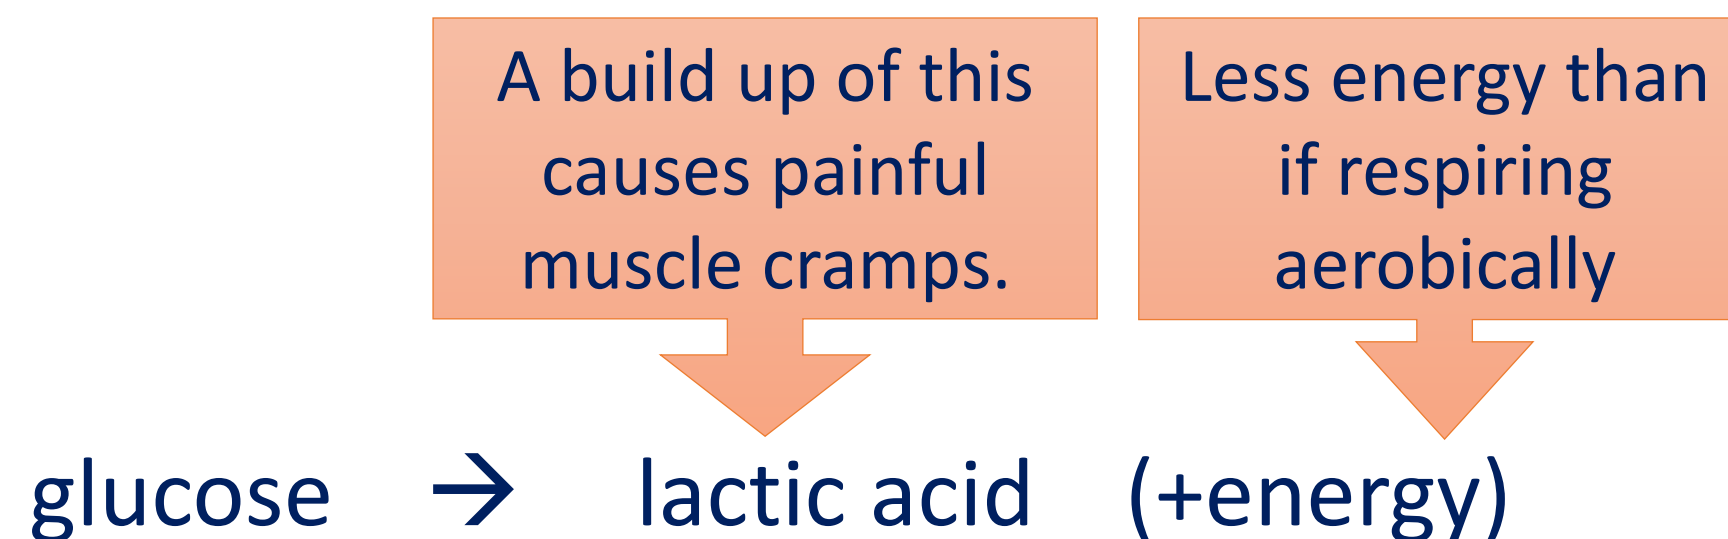 A build up of this
causes painful
muscle cramps.
Less energy than
if respiring
aerobically
glucose → lactic acid (+energy)